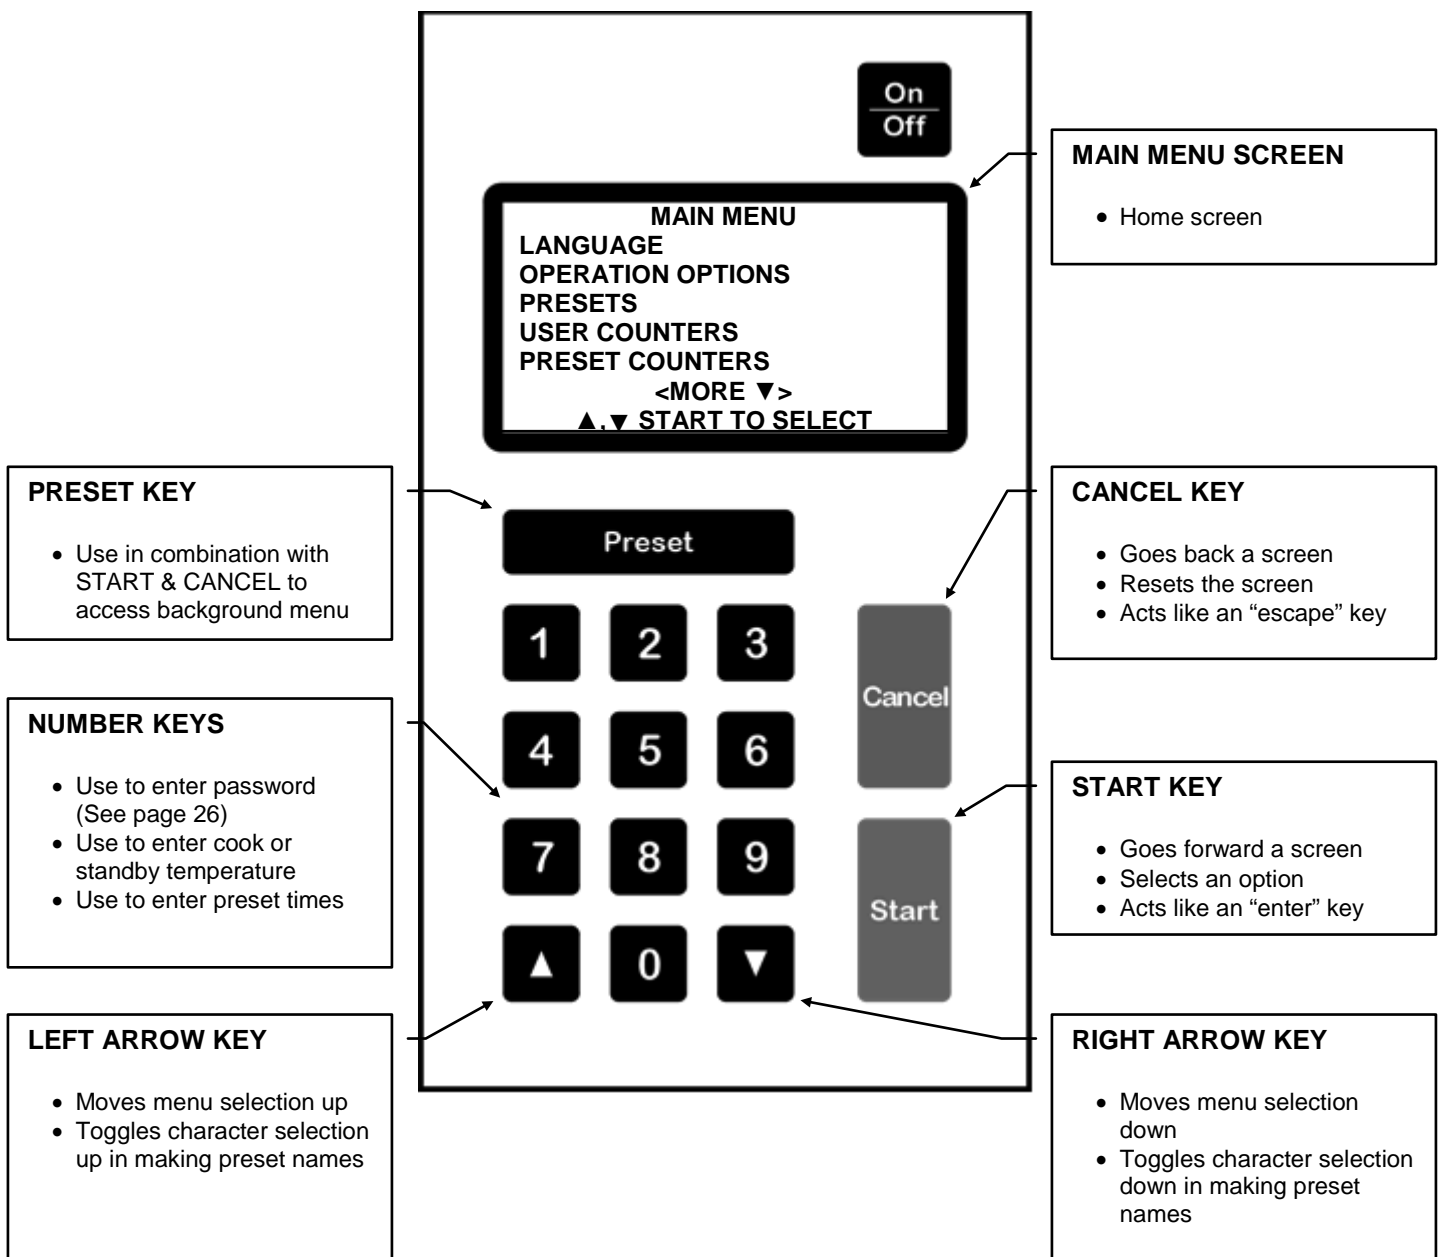 On
Off
MAIN MENU SCREEN
• Home screen
MAIN MENU
LANGUAGE
OPERATION OPTIONS
PRESETS
USER COUNTERS
PRESET COUNTERS
<MORE ▼>
▲,▼ START TO SELECT
PRESET KEY
• Use in combination with
START & CANCEL to
access background menu
CANCEL KEY
• Goes back a screen
• Resets the screen
• Acts like an “escape” key
Preset
1 2 3
Cancel
4 5 6
NUMBER KEYS
• Use to enter password
(See page 26)
• Use to enter cook or
standby temperature
• Use to enter preset times
START KEY
• Goes forward a screen
• Selects an option
• Acts like an “enter” key
7 8 9
Start
▲ 0 ▼
LEFT ARROW KEY
• Moves menu selection up
• Toggles character selection
up in making preset names
RIGHT ARROW KEY
• Moves menu selection
down
• Toggles character selection
down in making preset
names